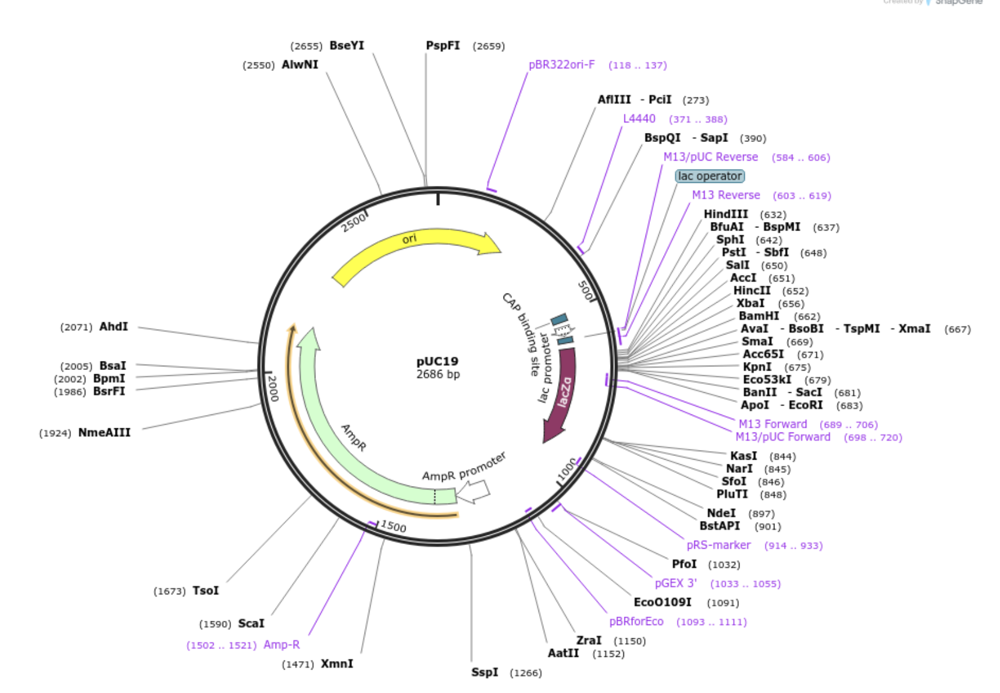 Created by SnapGene
(2655) BseYI
PspFI (2659)
(2550) AlwNI
pBR322ori-F (118 .. 137)
AflIII - PciI (273)
L4440 (371 .. 388)
BspQI - SapI (390)
M13/pUC Reverse (584 .. 606)
lac operator
M13 Reverse (603 .. 619)
HindIII (632)
BfuAI - BspMI (637)
SphI (642)
PstI - SbfI (648)
SalI (650)
AccI (651)
HincII (652)
XbaI (656)
BamHI (662)
AvaI - BsoBI - TspMI - XmaI (667)
SmaI (669)
Acc65I (671)
KpnI (675)
Eco53kI (679)
BanII - SacI (681)
ApoI - EcoRI (683)
M13 Forward (689 .. 706)
M13/pUC Forward (698 .. 720)
KasI (844)
NarI (845)
SfoI (846)
PluTI (848)
NdeI (897)
BstAPI (901)
pRS-marker (914 .. 933)
PfoI (1032)
pGEX 3' (1033 .. 1055)
EcoO109I (1091)
pBRforEco (1093 .. 1111)
ZraI (1150)
AatII (1152)
SspI (1266)
(1471) XmnI
(1502 .. 1521) Amp-R
(1590) ScaI
(1673) TsoI
(1924) NmeAIII
(1986) BsrFI
(2002) BpmI
(2005) BsaI
(2071) AhdI
2500
500
1000
1500
2000
ori
CAP binding site
lac promoter
lacZα
AmpR
AmpR promoter
pUC19
2686 bp